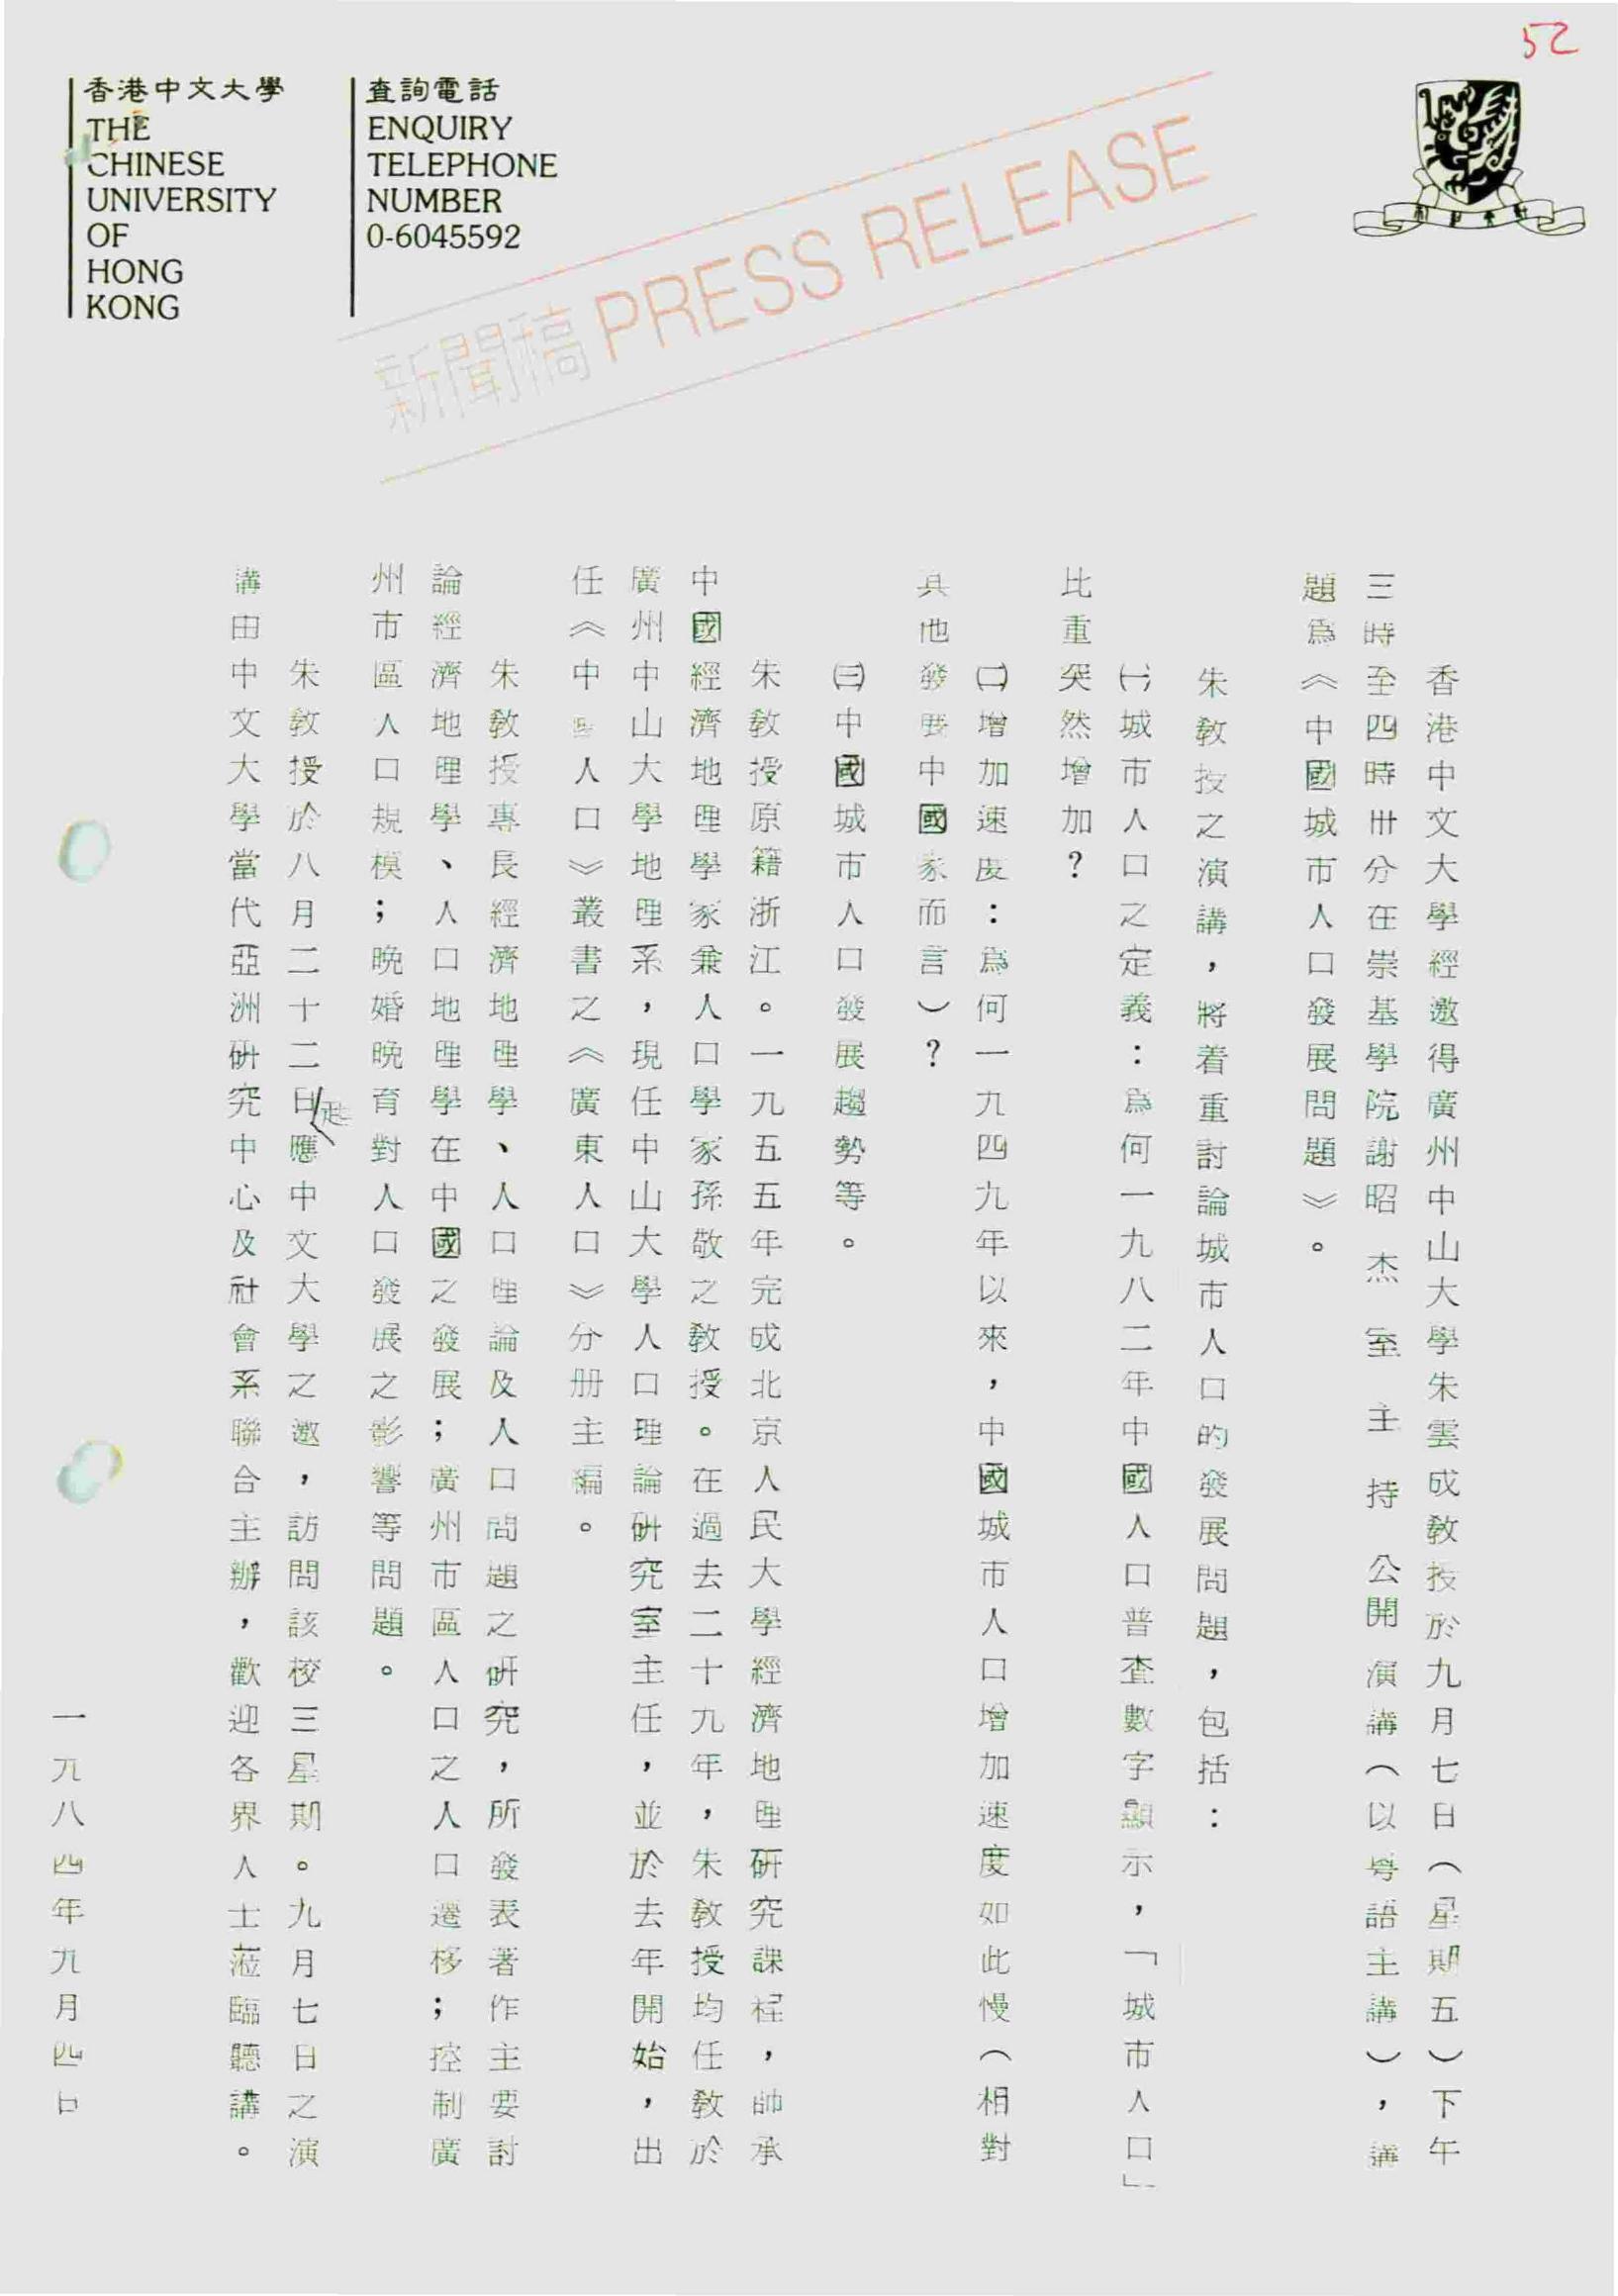 52
香港中文大學
THE
CHINESE
UNIVERSITY
OF
HONG
KONG
查詢電話
ENQUIRY
TELEPHONE
NUMBER
0-6045592
新聞稿 PRESS RELEASE
香港中文大學經邀得廣州中山大學朱雲成教授於九月七日（星期五）下午
三時至四時卅分在崇基學院謝昭杰室主持公開演講（以粵語主講），講
題為《中國城市人口發展問題》。
朱教授之演講，將着重討論城市人口的發展問題，包括：
㈠城市人口之定義：為何一九八二年中國人口普查數字顯示，「城市人口」
比重突然增加？
㈡增加速度：為何一九四九年以來，中國城市人口增加速度如此慢（相對
其他發展中國家而言）？
㈢中國城市人口發展趨勢等。
朱教授原籍浙江。一九五五年完成北京人民大學經濟地理研究課程，師承
中國經濟地理學家兼人口學家孫敬之教授。在過去二十九年，朱教授均任教於
廣州中山大學地理系，現任中山大學人口理論研究室主任，並於去年開始，出
任《中國人口》叢書之《廣東人口》分册主編。
朱教授專長經濟地理學、人口理論及人口問題之研究，所發表著作主要討
論經濟地理學、人口地理學在中國之發展；廣州市區人口之人口遷移；控制廣
州市區人口規模；晚婚晚育對人口發展之影響等問題。
朱教授於八月二十二日起應中文大學之邀，訪問該校三星期。九月七日之演
講由中文大學當代亞洲研究中心及社會系聯合主辦，歡迎各界人士蒞臨聽講。
一九八四年九月四日